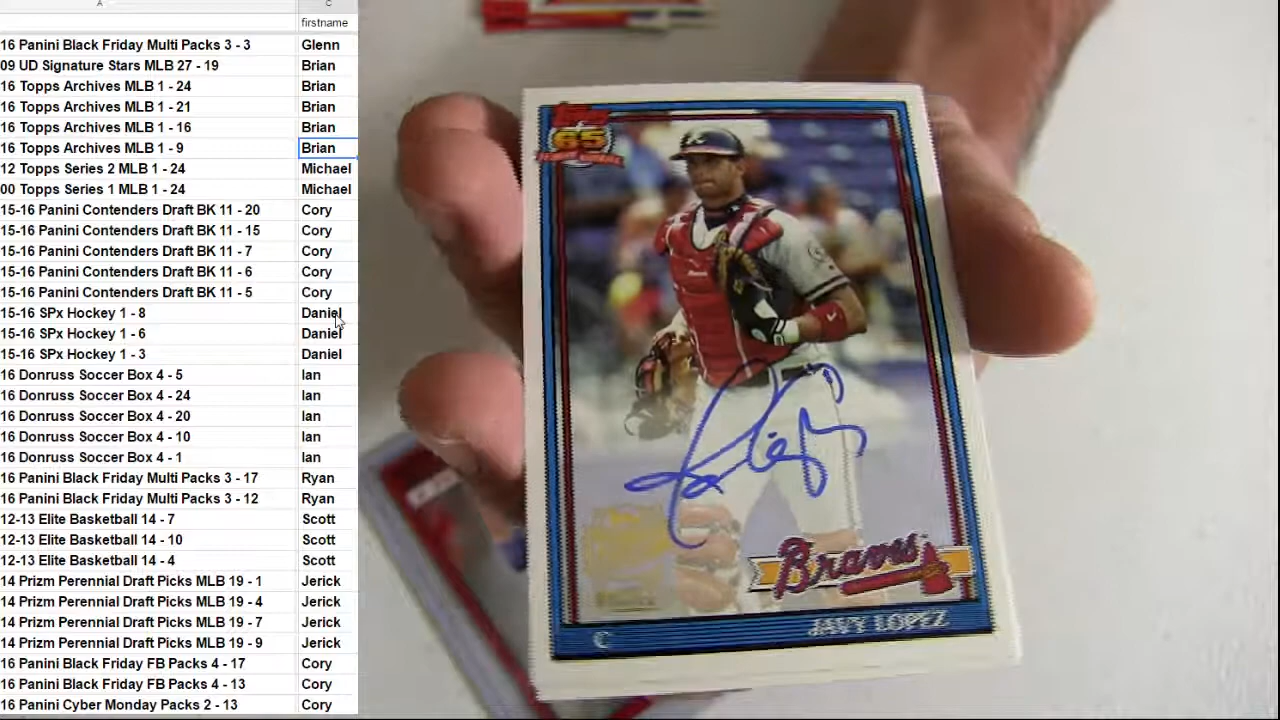 A C
firstname
16 Panini Black Friday Multi Packs 3 - 3 Glenn
09 UD Signature Stars MLB 27 - 19 Brian
16 Topps Archives MLB 1 - 24 Brian
16 Topps Archives MLB 1 - 21 Brian
16 Topps Archives MLB 1 - 16 Brian
16 Topps Archives MLB 1 - 9 Brian
12 Topps Series 2 MLB 1 - 24 Michael
00 Topps Series 1 MLB 1 - 24 Michael
15-16 Panini Contenders Draft BK 11 - 20 Cory
15-16 Panini Contenders Draft BK 11 - 15 Cory
15-16 Panini Contenders Draft BK 11 - 7 Cory
15-16 Panini Contenders Draft BK 11 - 6 Cory
15-16 Panini Contenders Draft BK 11 - 5 Cory
15-16 SPx Hockey 1 - 8 Daniel
15-16 SPx Hockey 1 - 6 Daniel
15-16 SPx Hockey 1 - 3 Daniel
16 Donruss Soccer Box 4 - 5 Ian
16 Donruss Soccer Box 4 - 24 Ian
16 Donruss Soccer Box 4 - 20 Ian
16 Donruss Soccer Box 4 - 10 Ian
16 Donruss Soccer Box 4 - 1 Ian
16 Panini Black Friday Multi Packs 3 - 17 Ryan
16 Panini Black Friday Multi Packs 3 - 12 Ryan
12-13 Elite Basketball 14 - 7 Scott
12-13 Elite Basketball 14 - 10 Scott
12-13 Elite Basketball 14 - 4 Scott
14 Prizm Perennial Draft Picks MLB 19 - 1 Jerick
14 Prizm Perennial Draft Picks MLB 19 - 4 Jerick
14 Prizm Perennial Draft Picks MLB 19 - 7 Jerick
14 Prizm Perennial Draft Picks MLB 19 - 9 Jerick
16 Panini Black Friday FB Packs 4 - 17 Cory
16 Panini Black Friday FB Packs 4 - 13 Cory
16 Panini Cyber Monday Packs 2 - 13 Cory
Topps
65
Braves
C JAVY LOPEZ